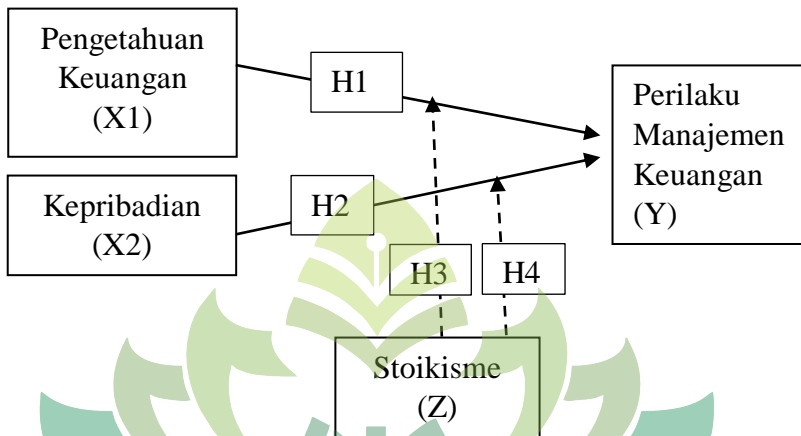 Pengetahuan
Keuangan
(X1)
H1
Perilaku
Manajemen
Keuangan
(Y)
Kepribadian
(X2)
H2
H3
H4
Stoikisme
(Z)